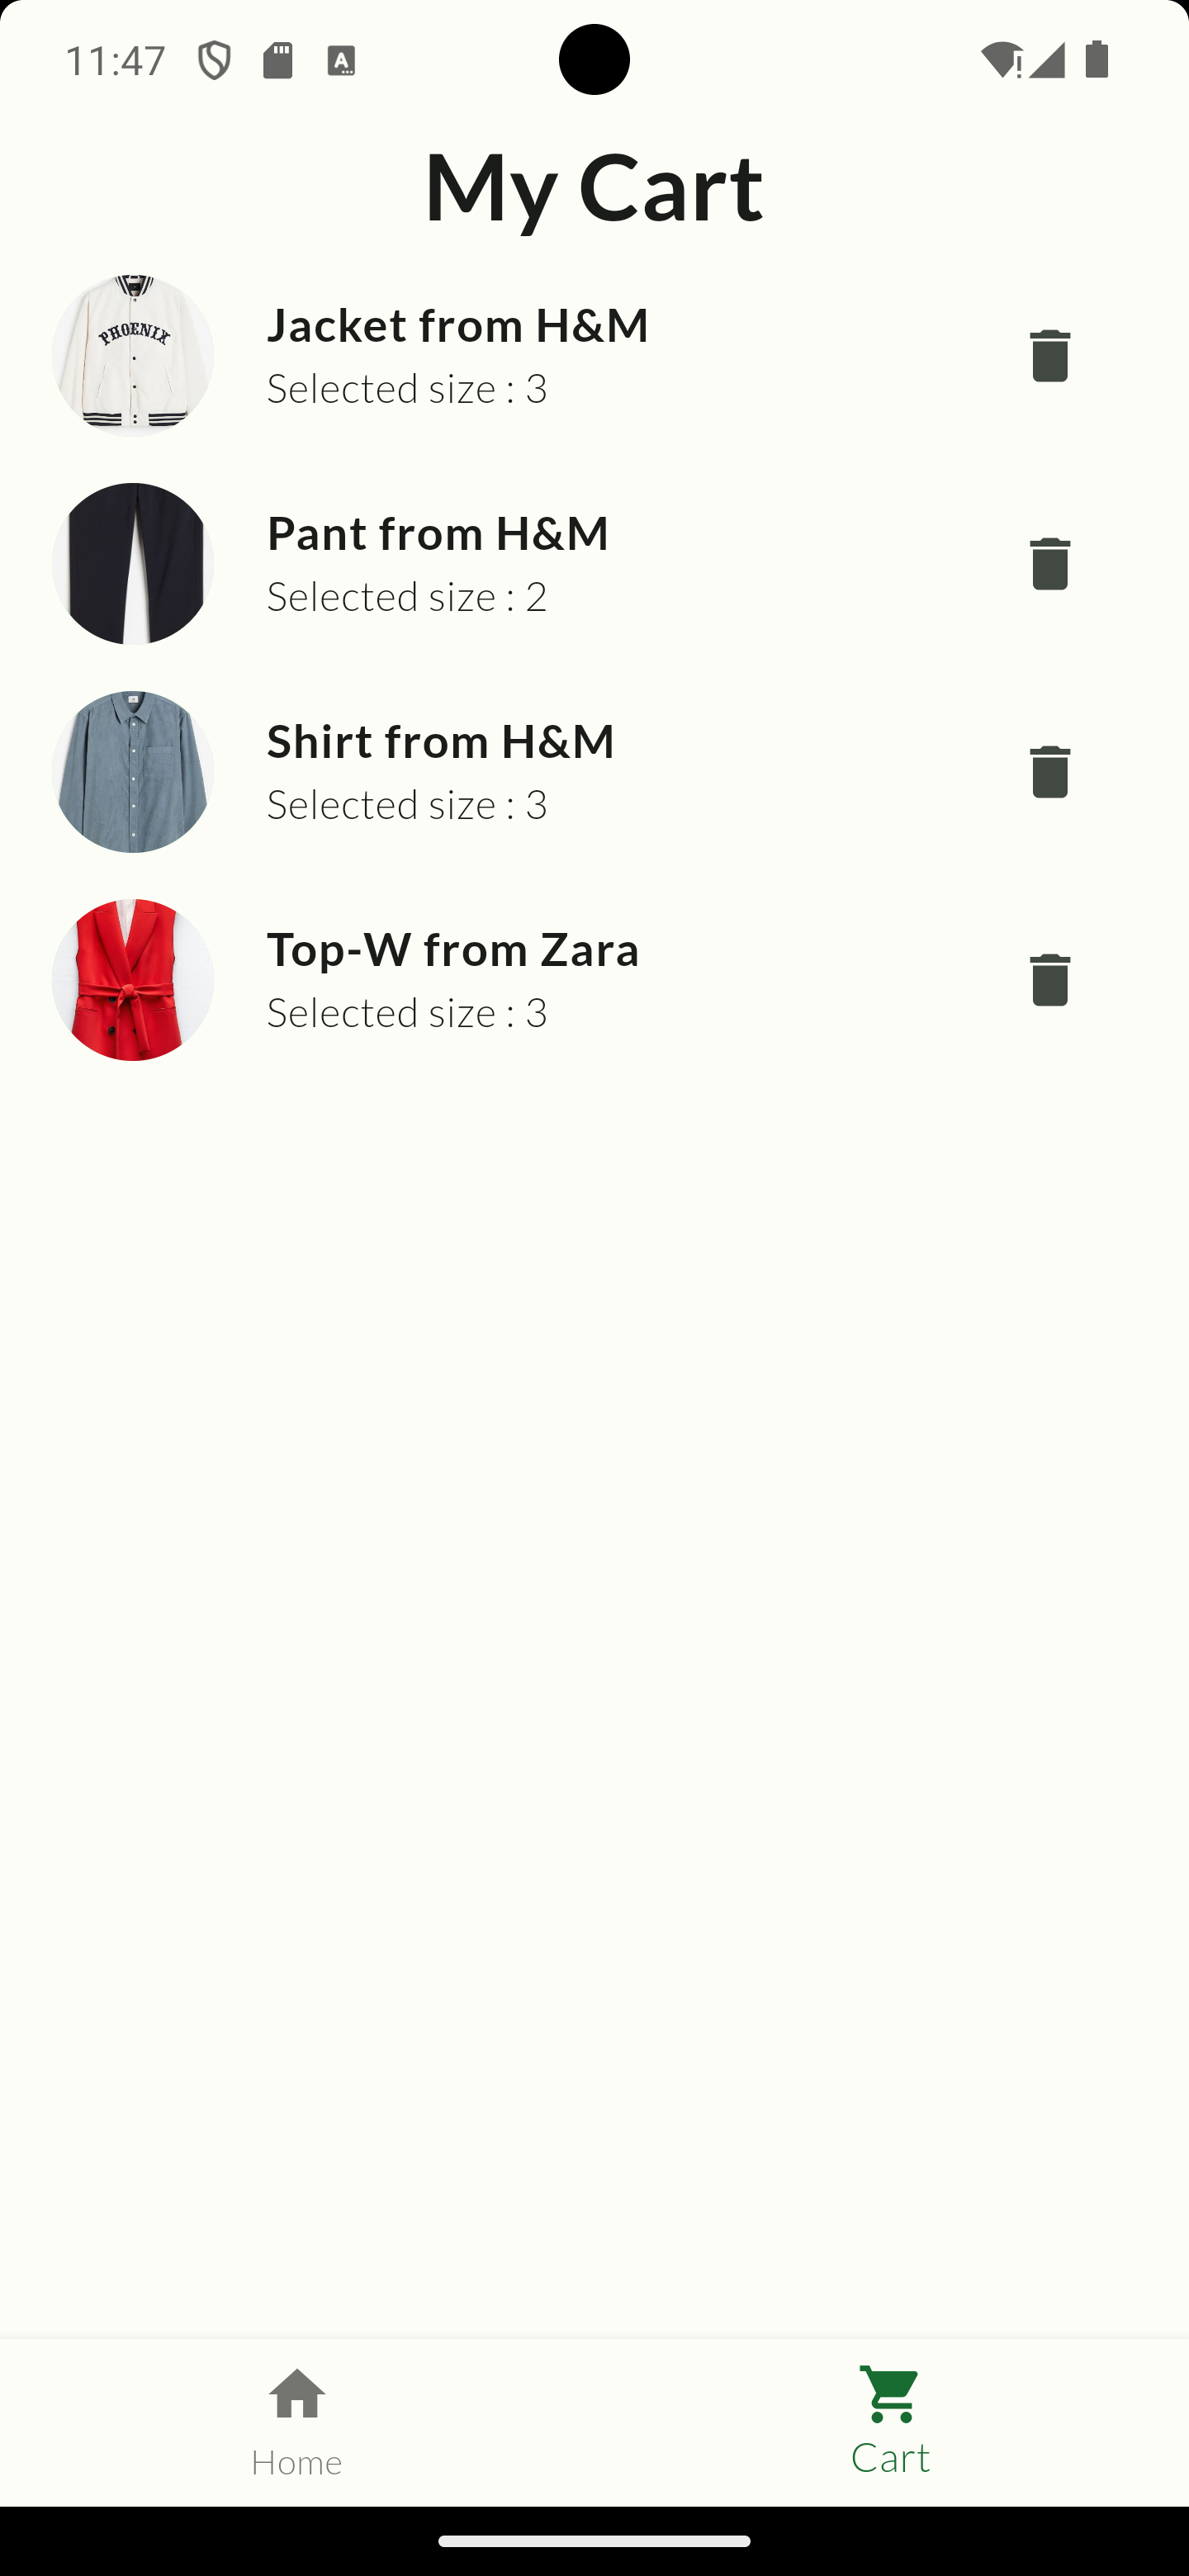 11:47
My Cart
PHOENIX
Jacket from H&M
Selected size : 3
Pant from H&M
Selected size : 2
Shirt from H&M
Selected size : 3
Top-W from Zara
Selected size : 3
Home
Cart